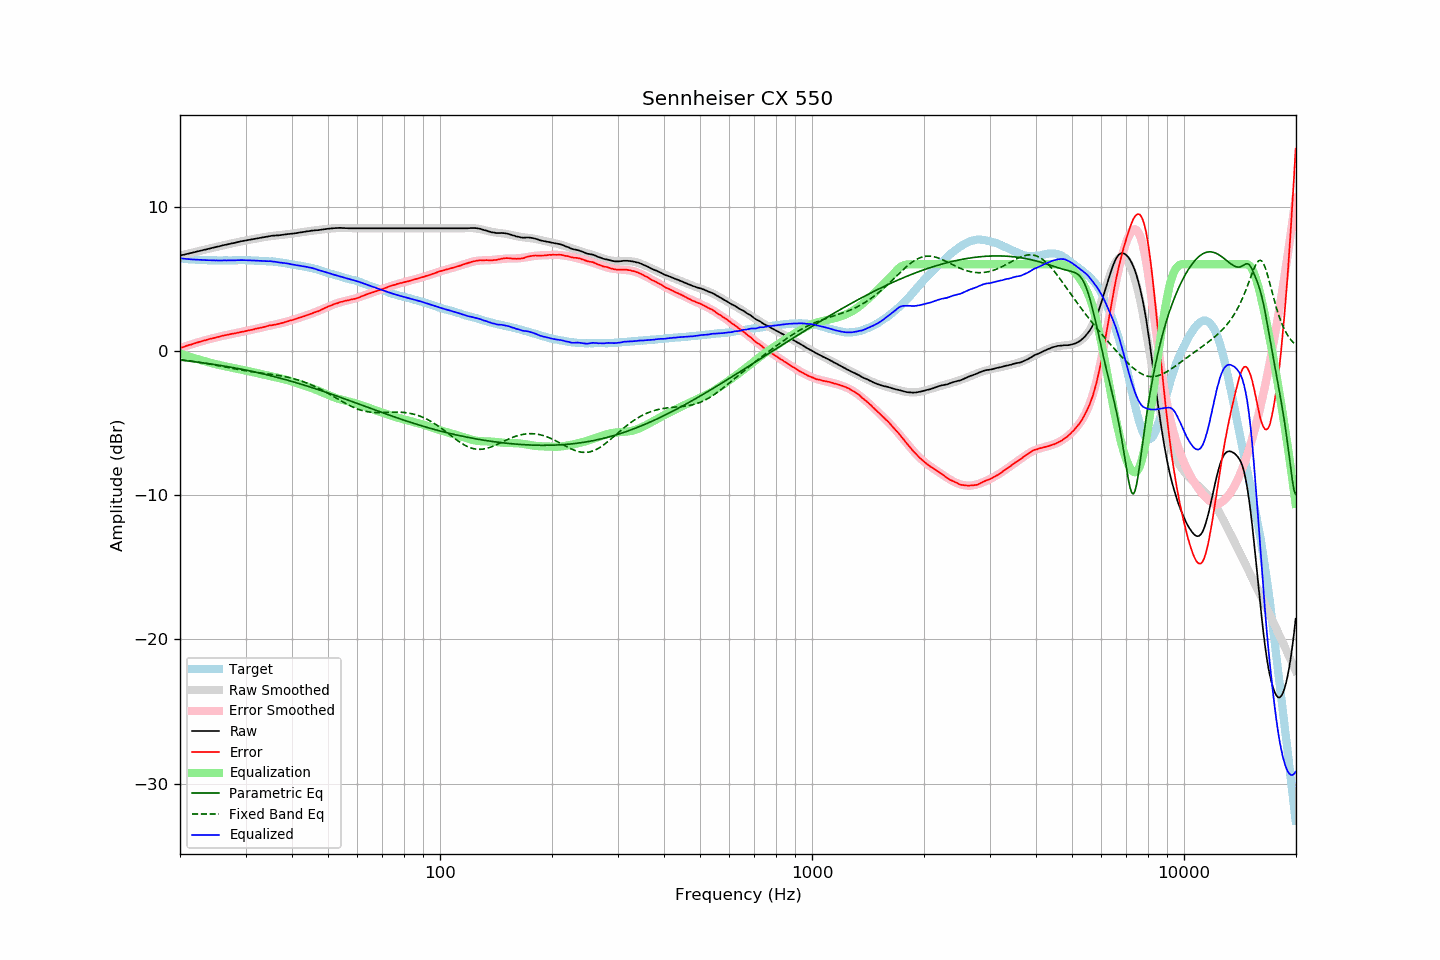 Sennheiser CX 550
10
0
−10
−20
−30
Amplitude (dBr)
Target
Raw Smoothed
Error Smoothed
Raw
Error
Equalization
Parametric Eq
Fixed Band Eq
Equalized
100
1000
10000
Frequency (Hz)